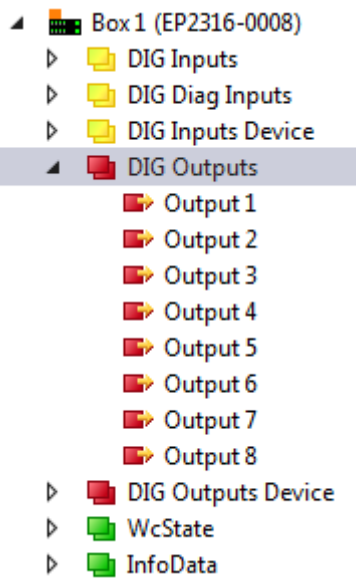 Box 1 (EP2316-0008)
DIG Inputs
DIG Diag Inputs
DIG Inputs Device
DIG Outputs
Output 1
Output 2
Output 3
Output 4
Output 5
Output 6
Output 7
Output 8
DIG Outputs Device
WcState
InfoData